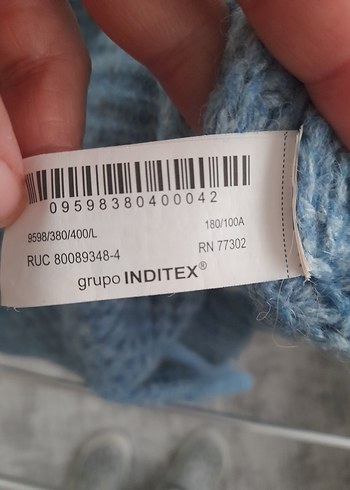 09598380400042
9598/380/400/L
180/100A
RUC 80089348-4
RN 77302
grupo INDITEX®